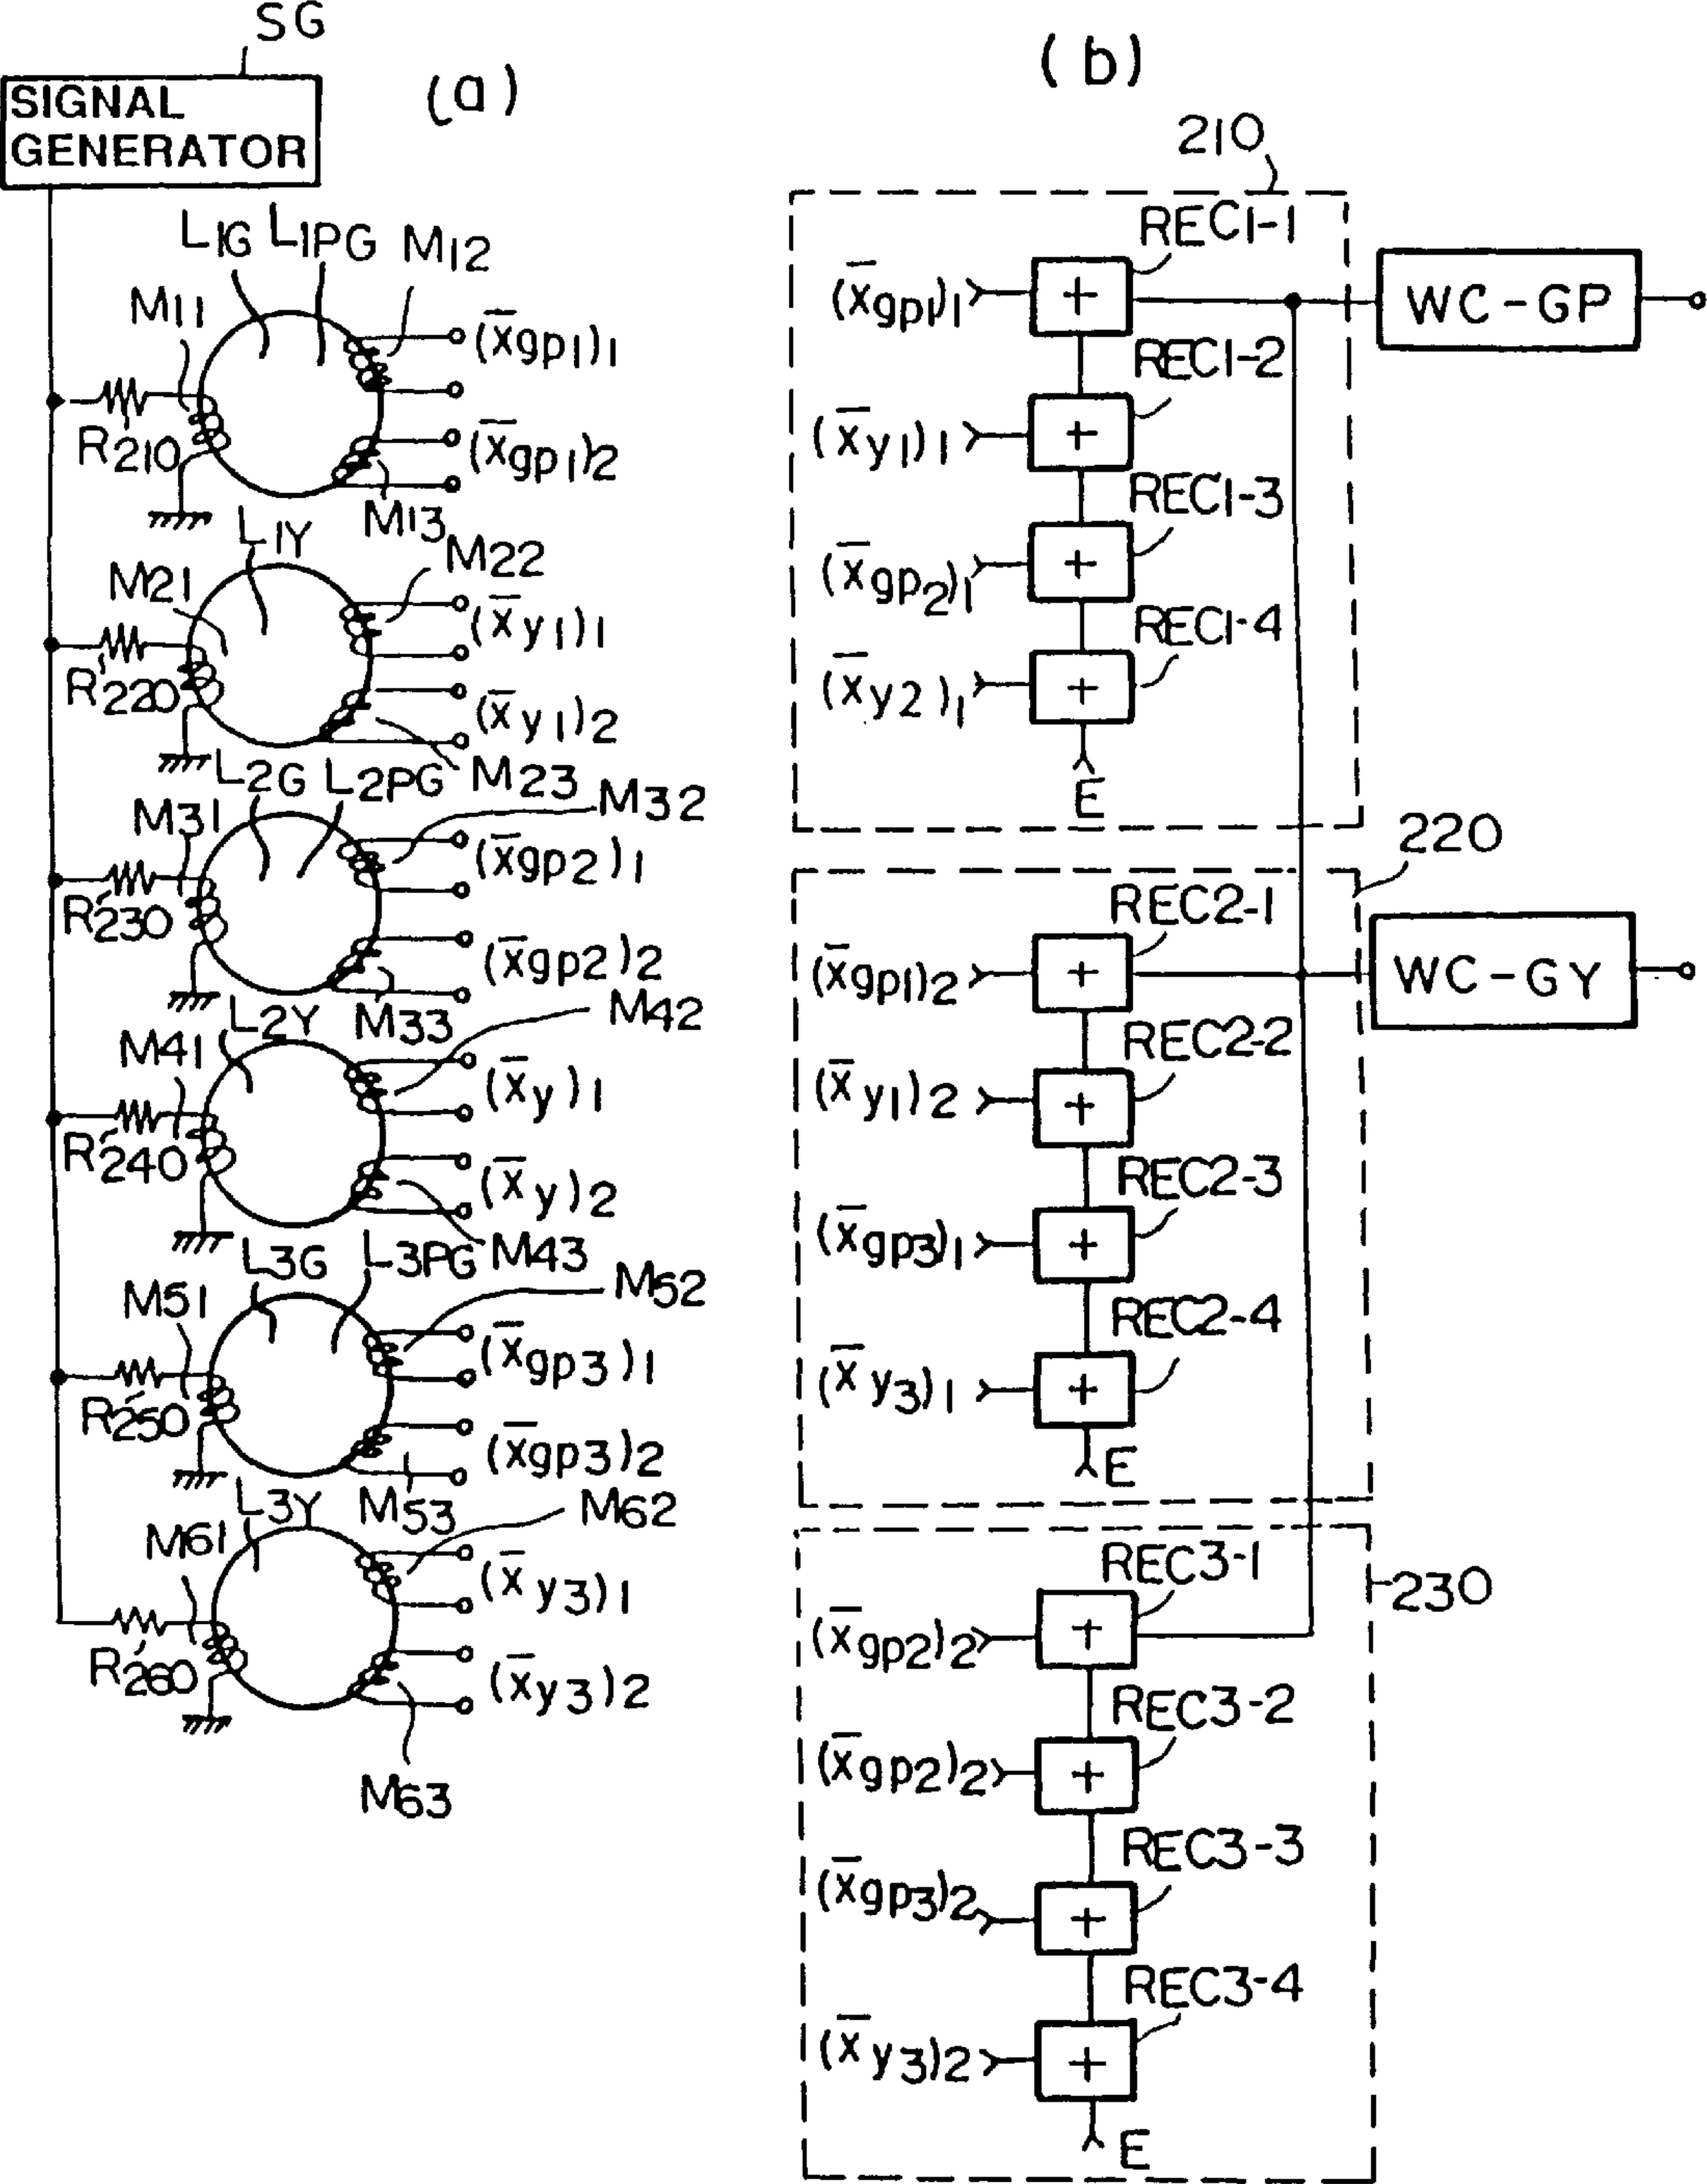 SG
SIGNAL
GENERATOR
(a)
L1G L1PG M12
M11
(x̄gp1)1
R210
(x̄gp1)2
M13
L1Y
M22
M21
(x̄y1)1
R220
(x̄y1)2
M23
L2G L2PG
M32
M31
(x̄gp2)1
R230
(x̄gp2)2
M33
L2Y
M42
M41
(x̄y)1
R240
(x̄y)2
M43
L3G L3PG
M52
M51
(x̄gp3)1
R250
(x̄gp3)2
M53
L3Y
M62
M61
(x̄y3)1
R260
(x̄y3)2
M63
(b)
210
REC1-1
(x̄gp1)1
+
WC-GP
REC1-2
(x̄y1)1
+
REC1-3
(x̄gp2)1
+
REC1-4
(x̄y2)1
+
E
220
REC2-1
(x̄gp1)2
+
WC-GY
REC2-2
(x̄y1)2
+
REC2-3
(x̄gp3)1
+
REC2-4
(x̄y3)1
+
E
230
REC3-1
(x̄gp2)2
+
REC3-2
(x̄gp2)2
+
REC3-3
(x̄gp3)2
+
REC3-4
(x̄y3)2
+
E